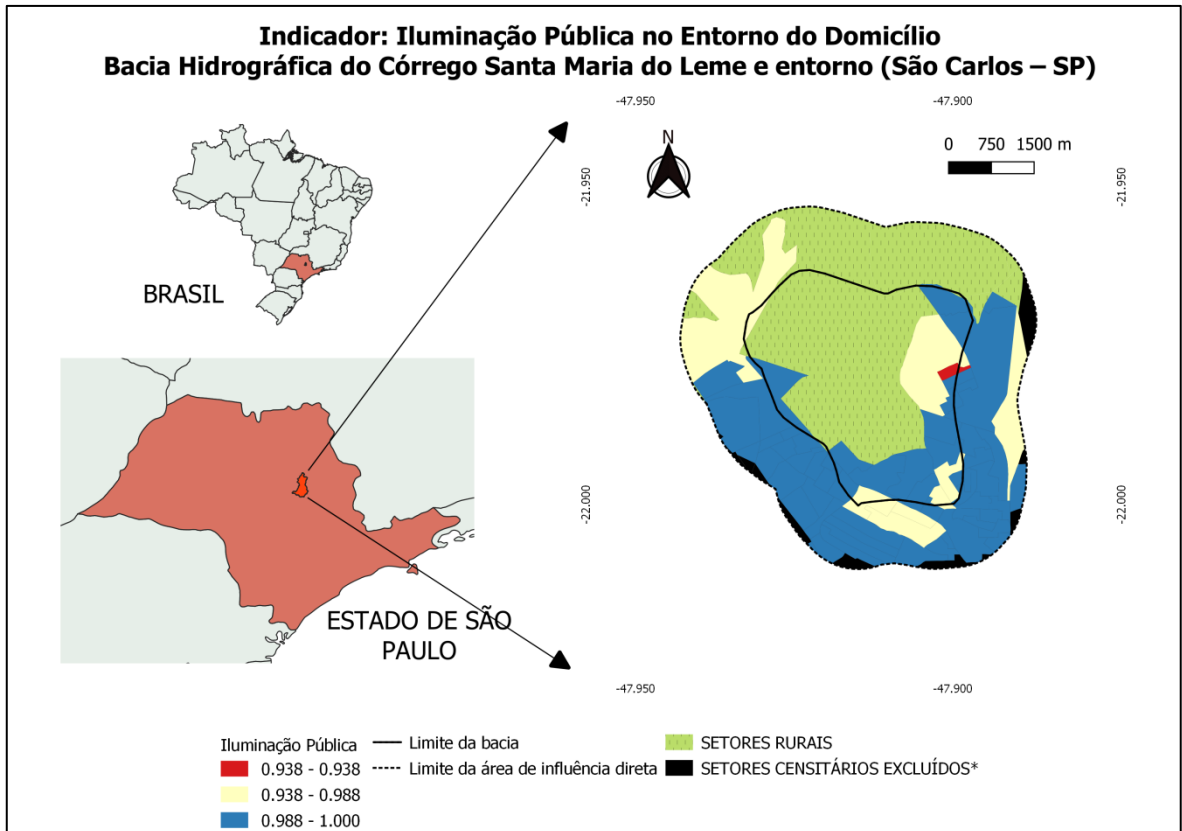 Indicador: Iluminação Pública no Entorno do Domicílio
Bacia Hidrográfica do Córrego Santa Maria do Leme e entorno (São Carlos – SP)
-47.950
-47.900
N
0 750 1500 m
-21.950
-21.950
BRASIL
-22.000
-22.000
ESTADO DE SÃO
PAULO
-47.950
-47.900
Iluminação Pública
0.938 - 0.938
0.938 - 0.988
0.988 - 1.000
Limite da bacia
Limite da área de influência direta
SETORES RURAIS
SETORES CENSITÁRIOS EXCLUÍDOS*